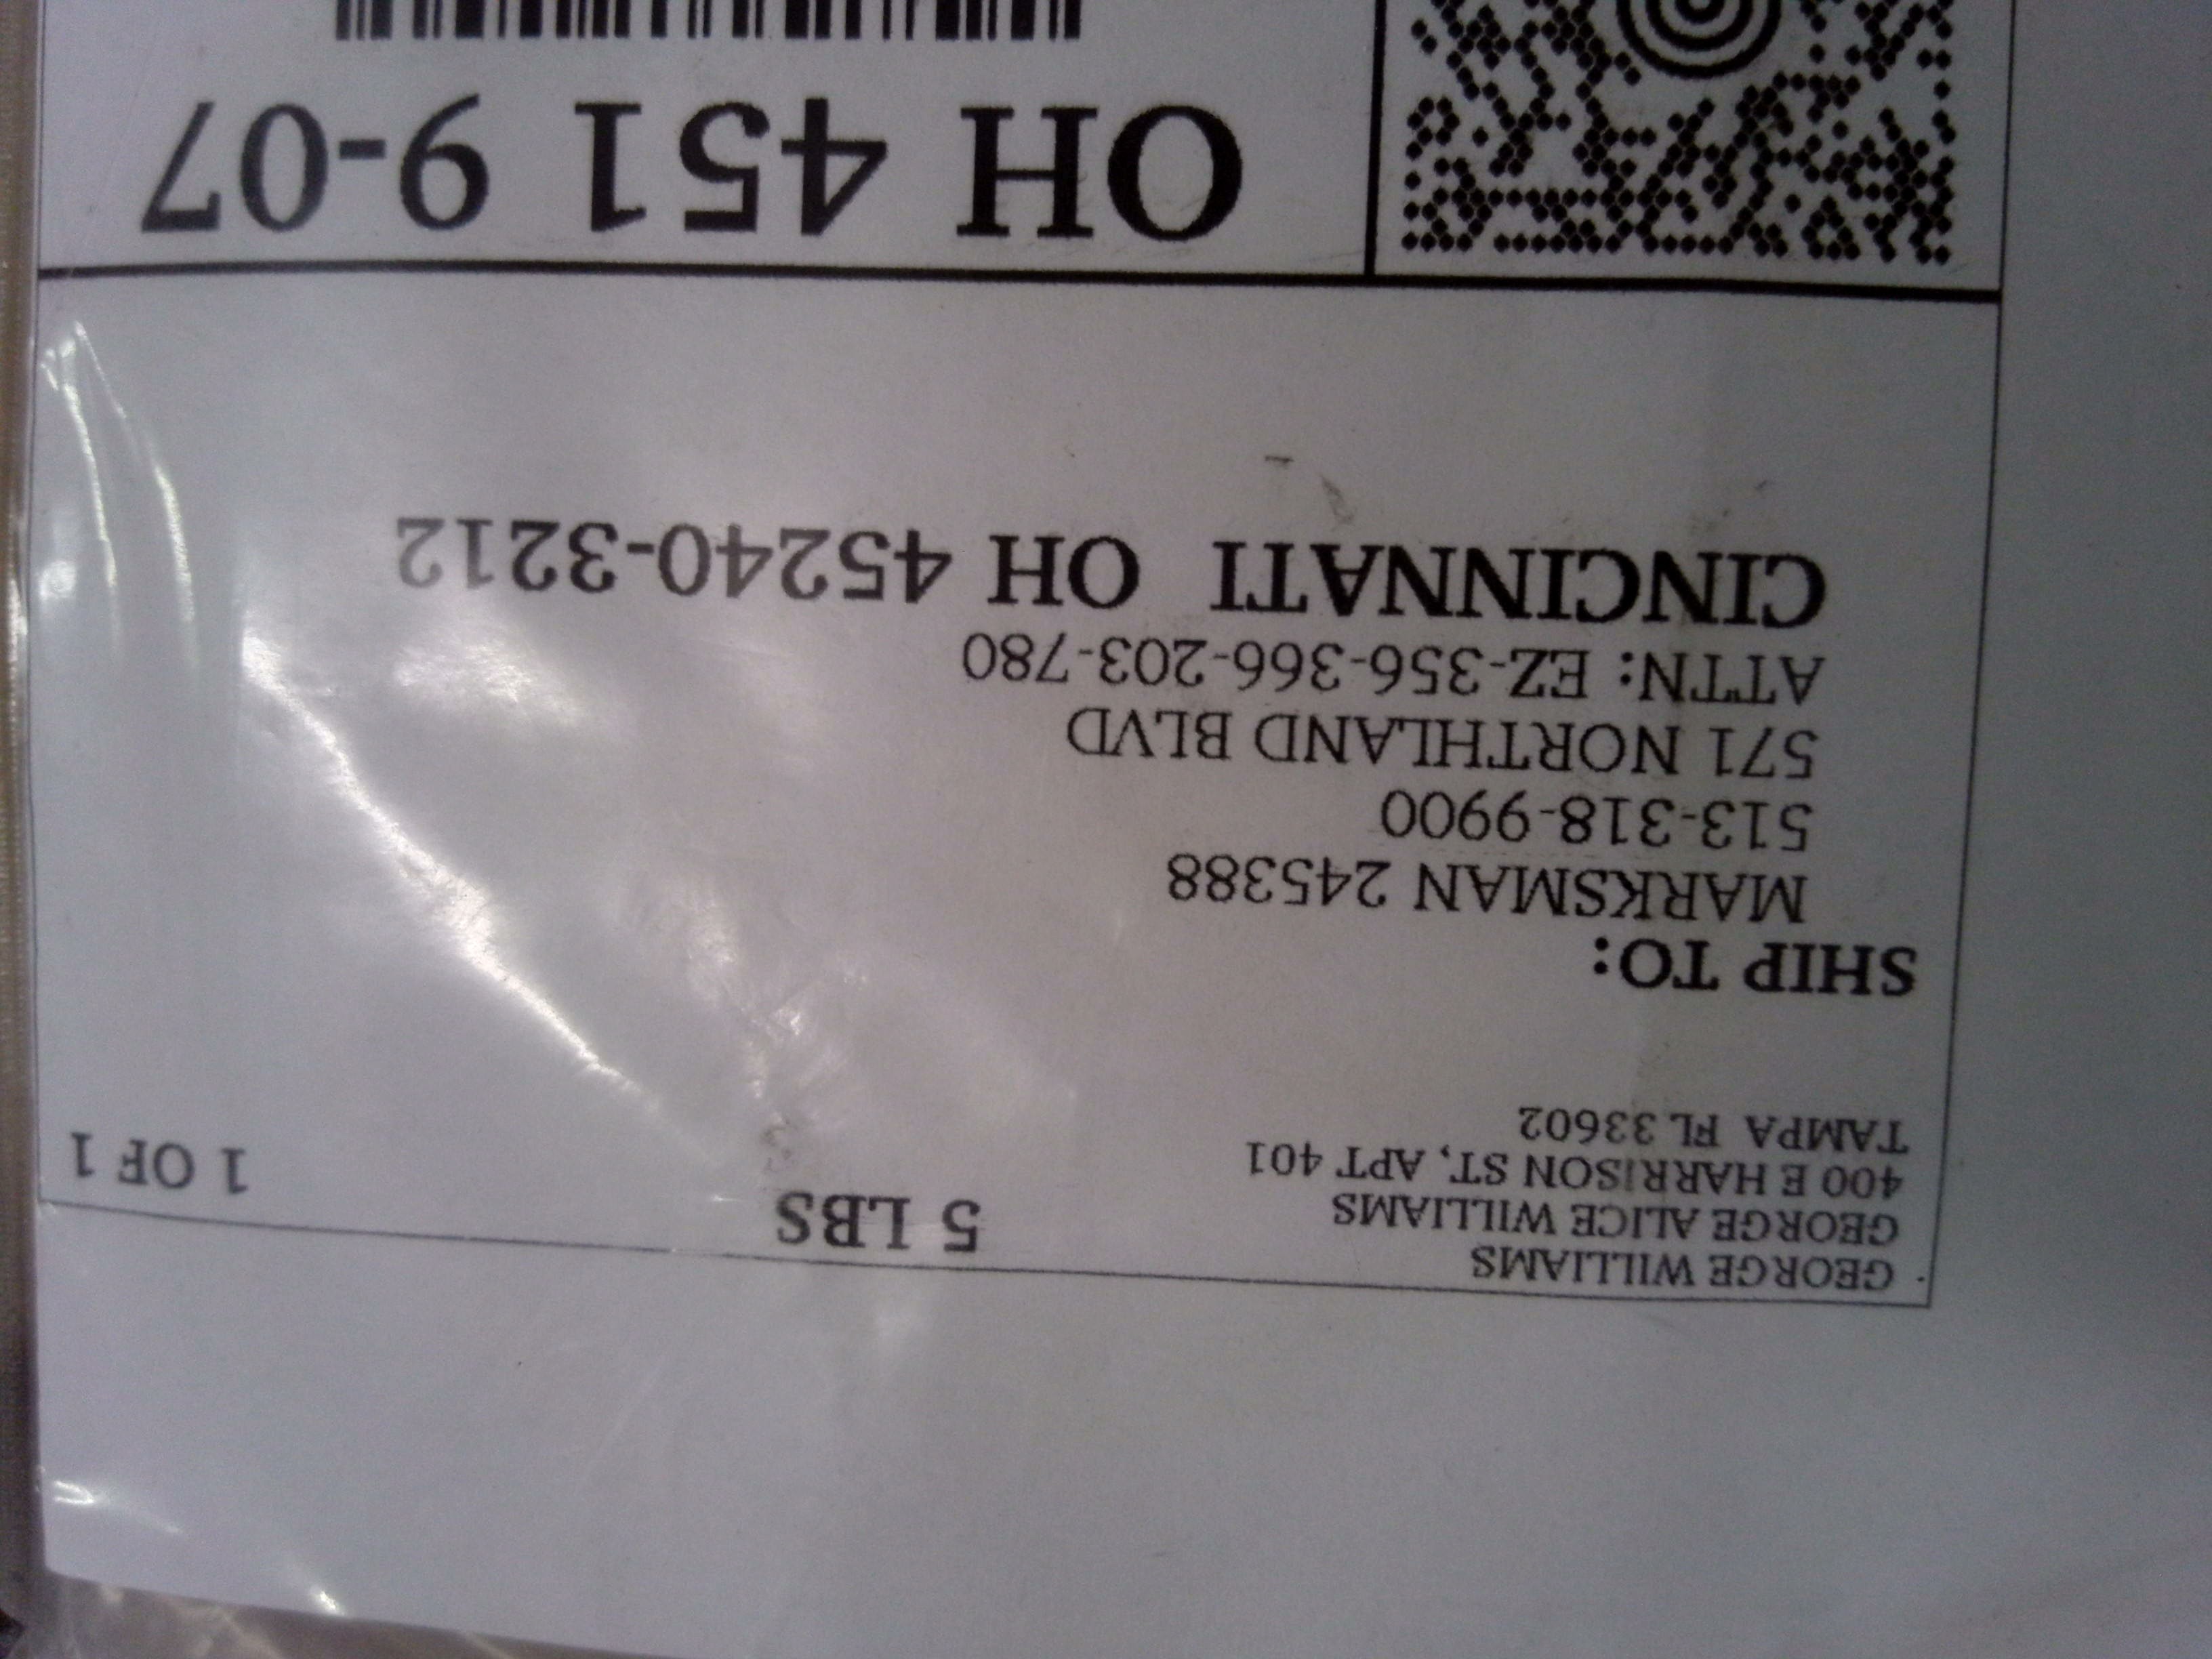 GEORGE WILLIAMS
GEORGE ALICE WILLIAMS
400 E HARRISON ST, APT 401
TAMPA FL 33602
5 LBS
1 OF 1
SHIP TO:
MARKSMAN 245388
513-318-9900
571 NORTHLAND BLVD
ATTN: EZ-356-366-203-780
CINCINNATI OH 45240-3212
OH 451 9-07